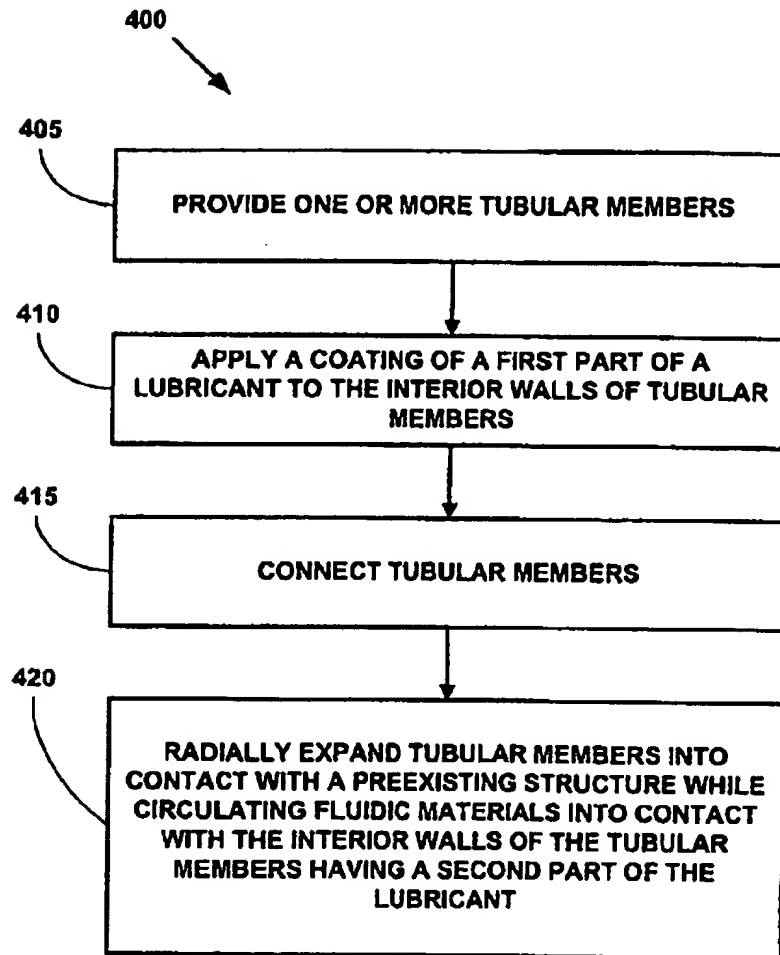 400
405
PROVIDE ONE OR MORE TUBULAR MEMBERS
410
APPLY A COATING OF A FIRST PART OF A
LUBRICANT TO THE INTERIOR WALLS OF TUBULAR
MEMBERS
415
CONNECT TUBULAR MEMBERS
420
RADIALLY EXPAND TUBULAR MEMBERS INTO
CONTACT WITH A PREEXISTING STRUCTURE WHILE
CIRCULATING FLUIDIC MATERIALS INTO CONTACT
WITH THE INTERIOR WALLS OF THE TUBULAR
MEMBERS HAVING A SECOND PART OF THE
LUBRICANT